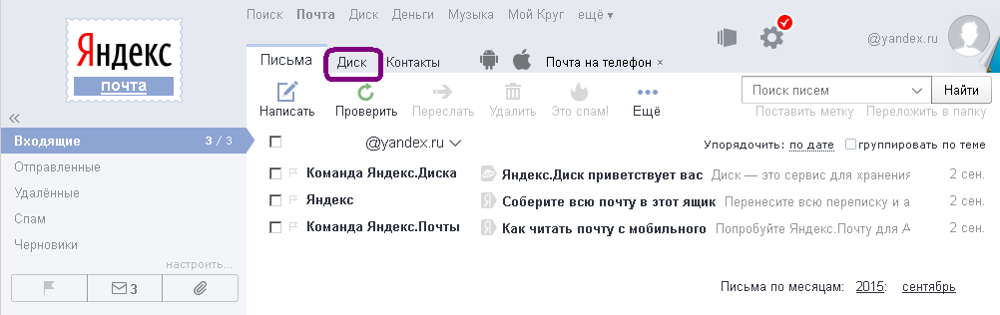 Поиск Почта Диск Деньги Музыка Мой Круг ещё
Яндекс
почта
@yandex.ru
Письма Диск Контакты Почта на телефон ×
Написать Проверить Переслать Удалить Это спам! Ещё
Поиск писем Найти
Поставить метку Переложить в папку
«
Входящие 3 / 3
Отправленные
Удалённые
Спам
Черновики
настроить...
3
@yandex.ru
Упорядочить: по дате группировать по теме
Команда Яндекс.Диска Яндекс.Диск приветствует вас Диск — это сервис для хранения 2 сен.
Яндекс Соберите всю почту в этот ящик Перенесите всю переписку и а 2 сен.
Команда Яндекс.Почты Как читать почту с мобильного Попробуйте Яндекс.Почту для А 2 сен.
Письма по месяцам: 2015: сентябрь